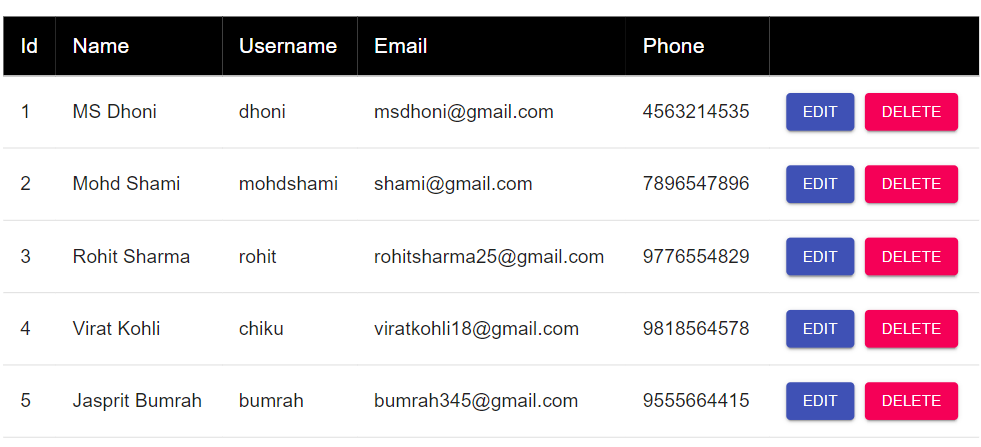 Id Name Username Email Phone
1 MS Dhoni dhoni msdhoni@gmail.com 4563214535 EDIT DELETE
2 Mohd Shami mohdshami shami@gmail.com 7896547896 EDIT DELETE
3 Rohit Sharma rohit rohitsharma25@gmail.com 9776554829 EDIT DELETE
4 Virat Kohli chiku viratkohli18@gmail.com 9818564578 EDIT DELETE
5 Jasprit Bumrah bumrah bumrah345@gmail.com 9555664415 EDIT DELETE